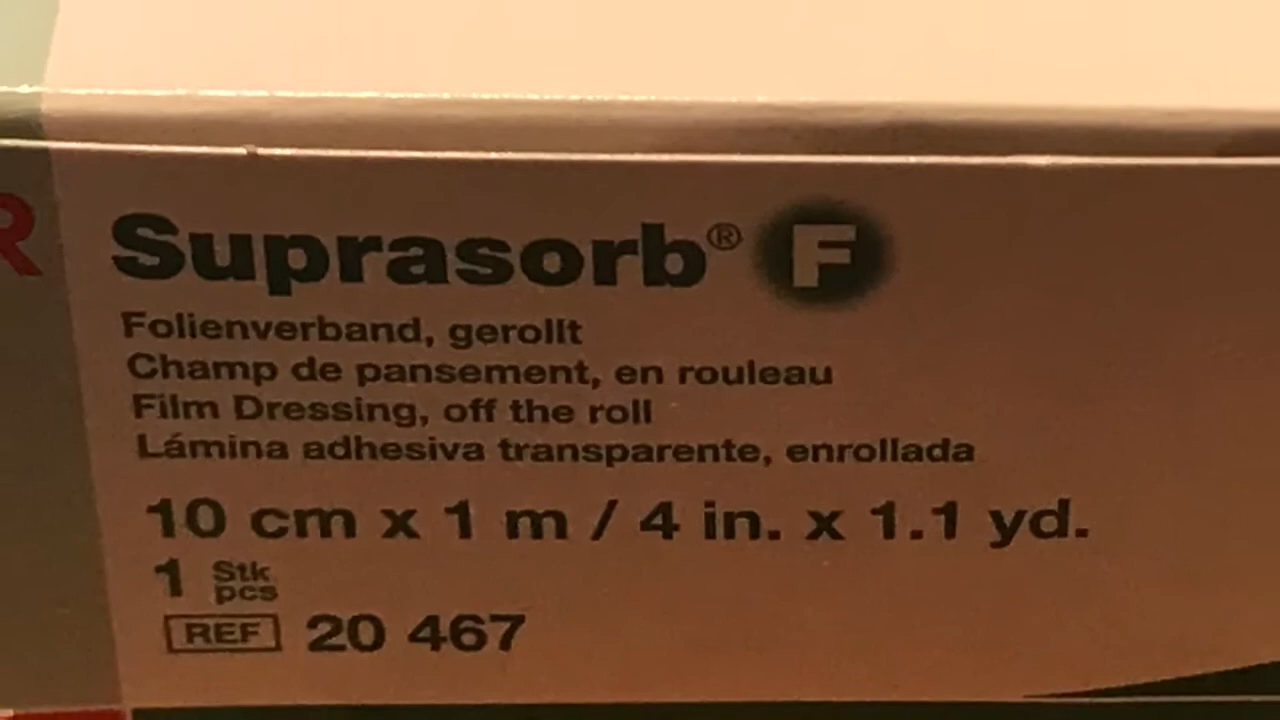 R
Suprasorb® F
Folienverband, gerollt
Champ de pansement, en rouleau
Film Dressing, off the roll
Lámina adhesiva transparente, enrollada
10 cm x 1 m / 4 in. x 1.1 yd.
1 Stk
pcs
REF 20 467